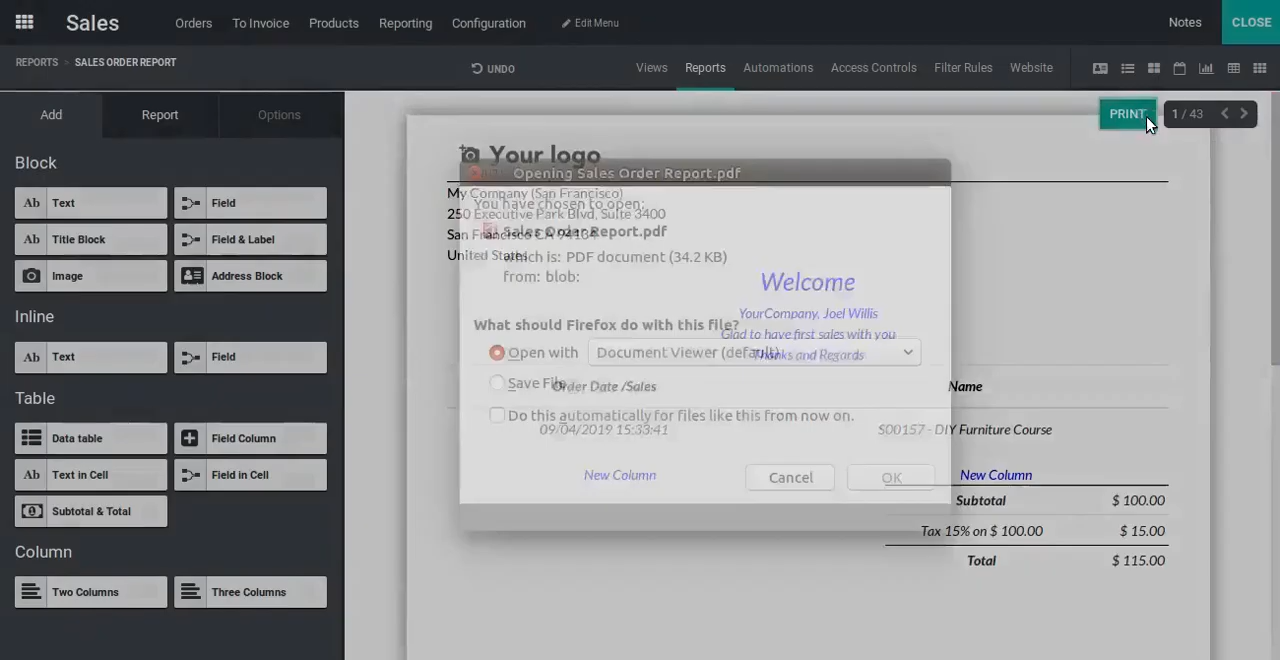 Sales Orders To Invoice Products Reporting Configuration Edit Menu Notes CLOSE
REPORTS > SALES ORDER REPORT UNDO Views Reports Automations Access Controls Filter Rules Website
Add Report Options PRINT 1 / 43
Block
Ab Text Field
Ab Title Block Field & Label
Image Address Block
Inline
Ab Text Field
Table
Data table Field Column
Ab Text in Cell Field in Cell
Subtotal & Total
Column
Two Columns Three Columns
Your logo
My Company (San Francisco)
250 Executive Park Blvd, Suite 3400
San Francisco CA 94134
United States
Welcome
YourCompany, Joel Willis
Glad to have first sales with you
Thanks and Regards
Order Date /Sales Name
09/04/2019 15:33:41 S00157 - DIY Furniture Course
New Column New Column
Subtotal $ 100.00
Tax 15% on $ 100.00 $ 15.00
Total $ 115.00
Opening Sales Order Report.pdf
You have chosen to open:
Sales Order Report.pdf
which is: PDF document (34.2 KB)
from: blob:
What should Firefox do with this file?
Open with Document Viewer (default)
Save File
Do this automatically for files like this from now on.
Cancel OK